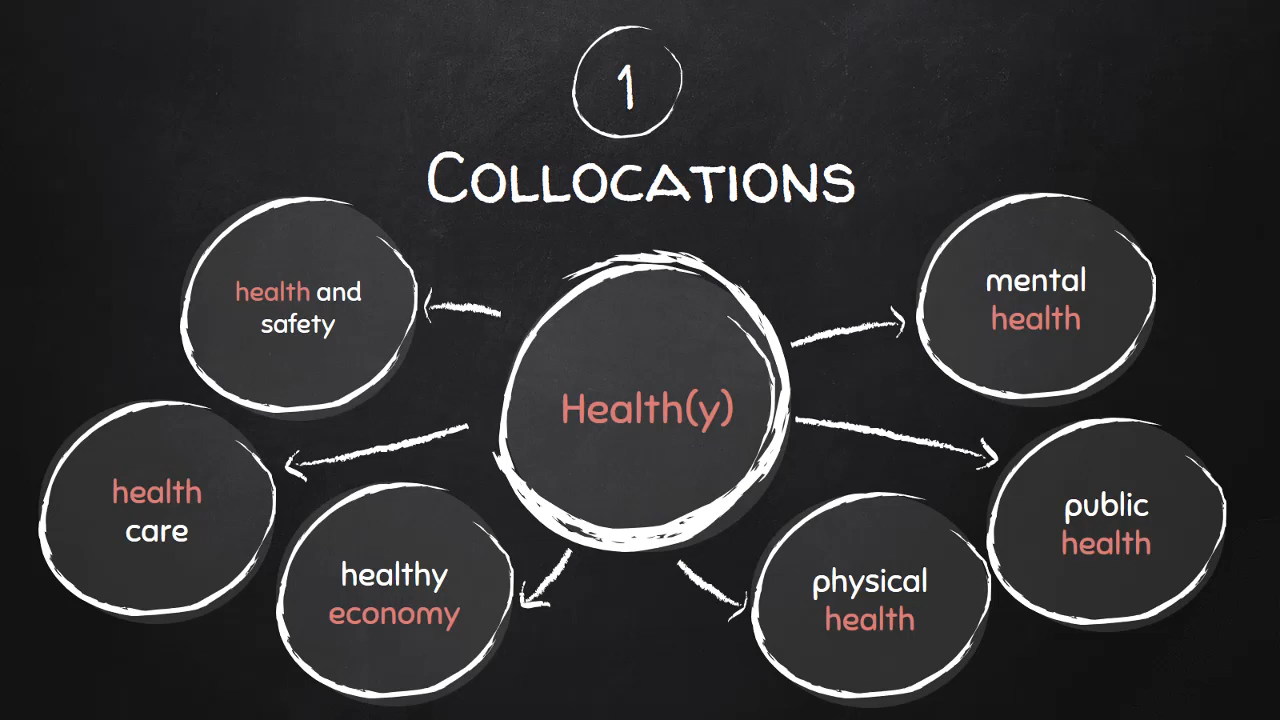 1
COLLOCATIONS
health and
safety
mental
health
Health(y)
health
care
public
health
healthy
economy
physical
health